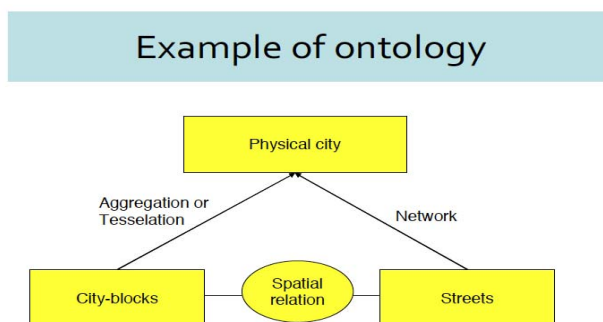 Example of ontology
Physical city
Aggregation or
Tesselation
Network
City-blocks
Spatial
relation
Streets